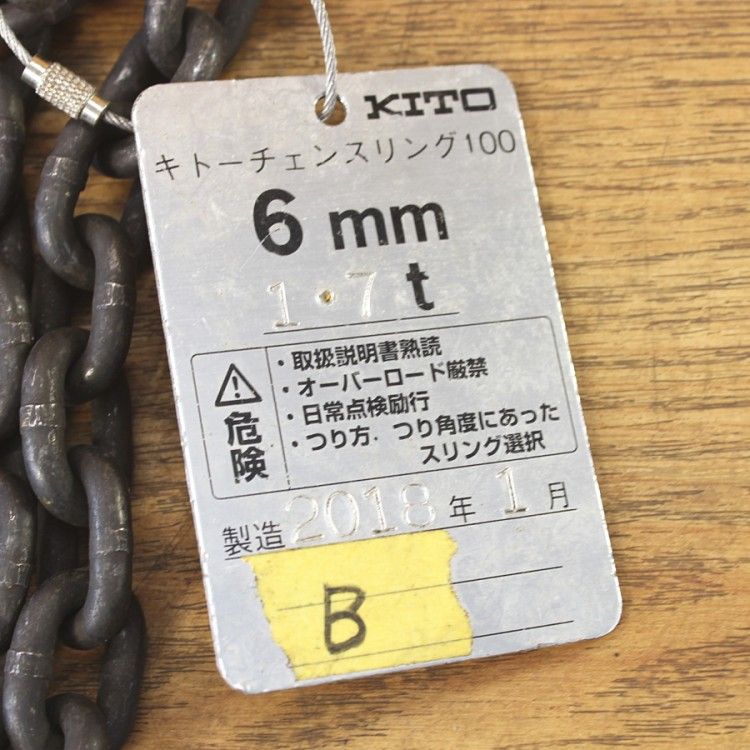 KITO
キトーチェンスリング100
6 mm
1.7 t
危険
・取扱説明書熟読
・オーバーロード厳禁
・日常点検励行
・つり方、つり角度にあった
スリング選択
製造 2018 年 1 月
B